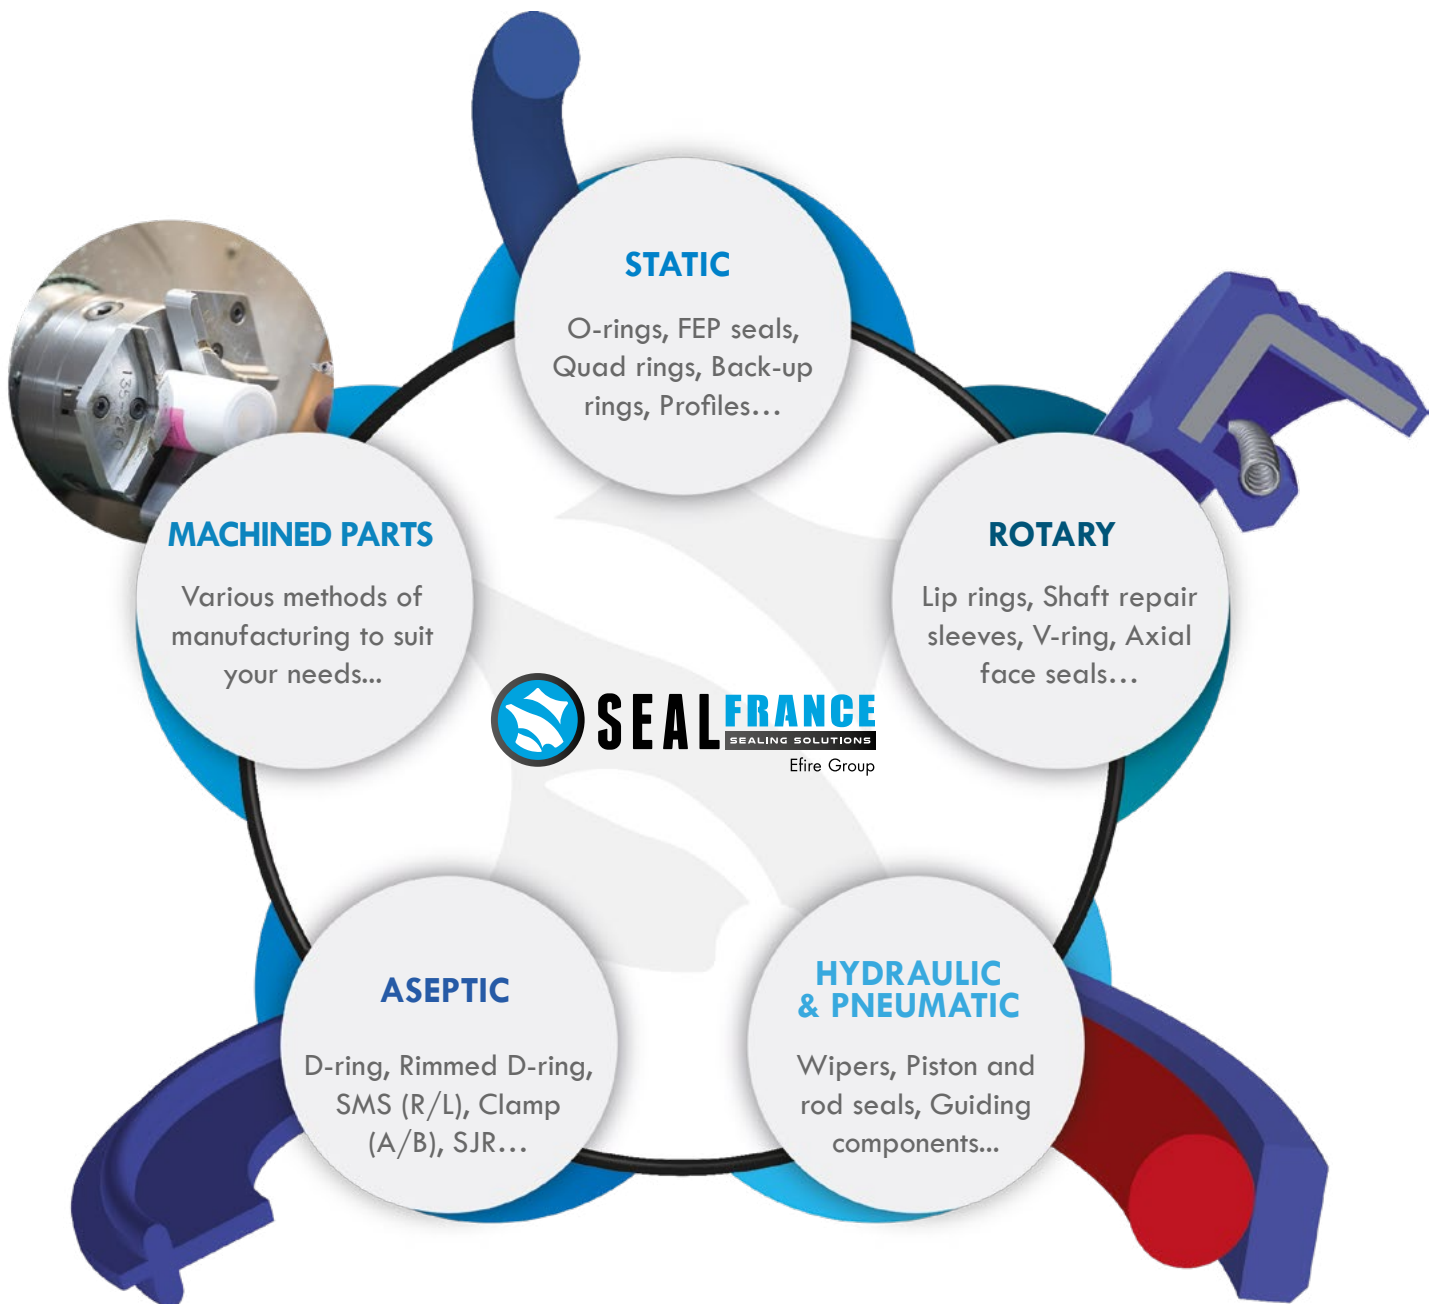 STATIC
O-rings, FEP seals,
Quad rings, Back-up
rings, Profiles…
MACHINED PARTS
Various methods of
manufacturing to suit
your needs...
ROTARY
Lip rings, Shaft repair
sleeves, V-ring, Axial
face seals…
SEAL FRANCE
SEALING SOLUTIONS
Efire Group
ASEPTIC
D-ring, Rimmed D-ring,
SMS (R/L), Clamp
(A/B), SJR…
HYDRAULIC
& PNEUMATIC
Wipers, Piston and
rod seals, Guiding
components...